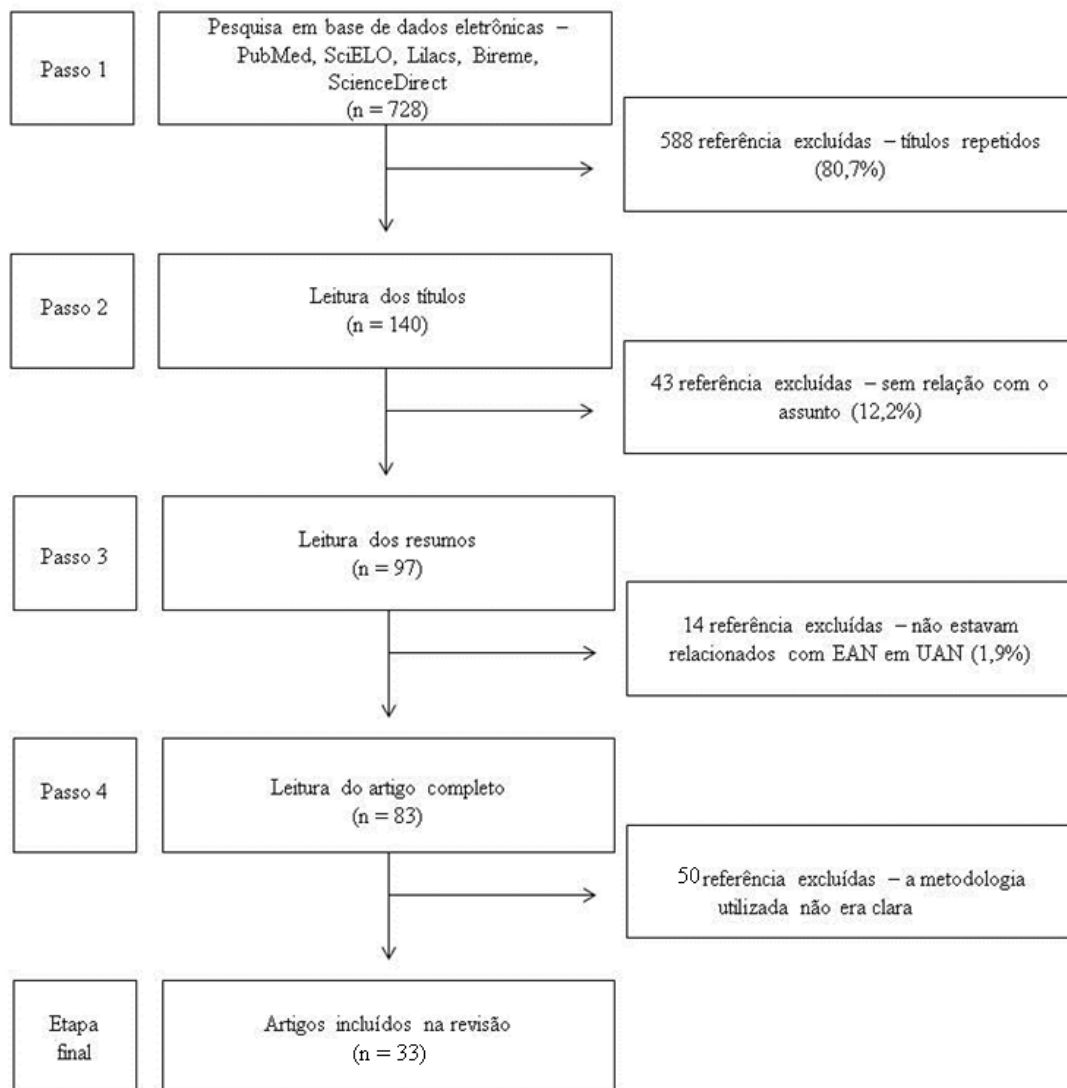 Passo 1
Pesquisa em base de dados eletrônicas –
PubMed, SciELO, Lilacs, Bireme,
ScienceDirect
(n = 728)
588 referência excluídas – títulos repetidos
(80,7%)
Passo 2
Leitura dos títulos
(n = 140)
43 referência excluídas – sem relação com o
assunto (12,2%)
Passo 3
Leitura dos resumos
(n = 97)
14 referência excluídas – não estavam
relacionados com EAN em UAN (1,9%)
Passo 4
Leitura do artigo completo
(n = 83)
50 referência excluídas – a metodologia
utilizada não era clara
Etapa
final
Artigos incluídos na revisão
(n = 33)